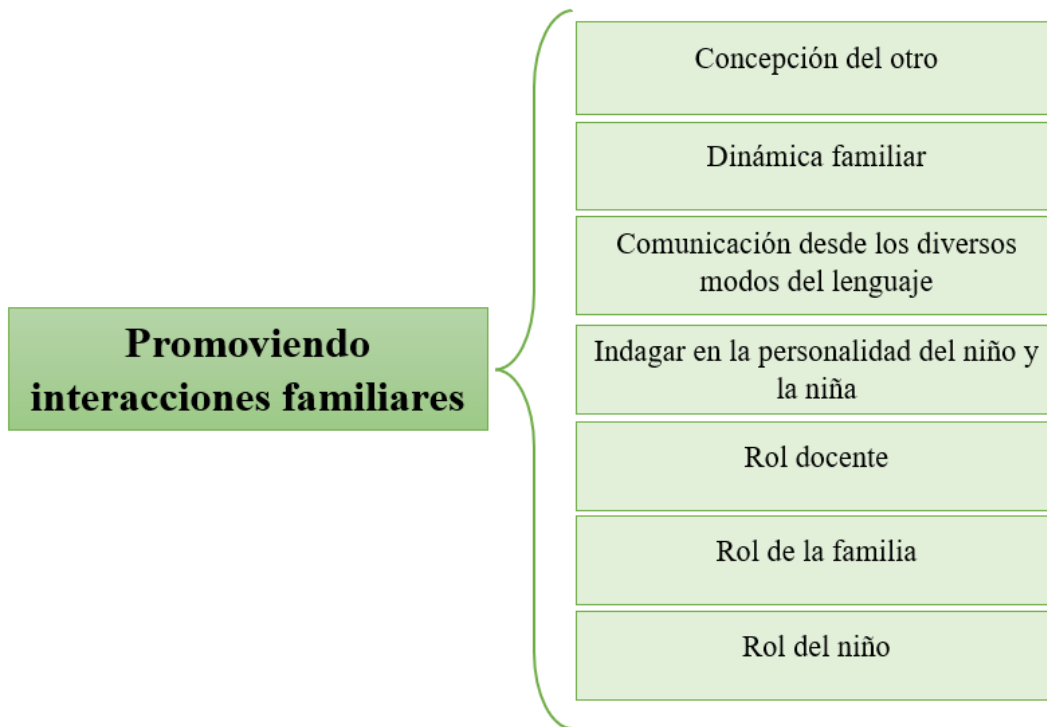 Promoviendo
interacciones familiares
Concepción del otro
Dinámica familiar
Comunicación desde los diversos
modos del lenguaje
Indagar en la personalidad del niño y
la niña
Rol docente
Rol de la familia
Rol del niño